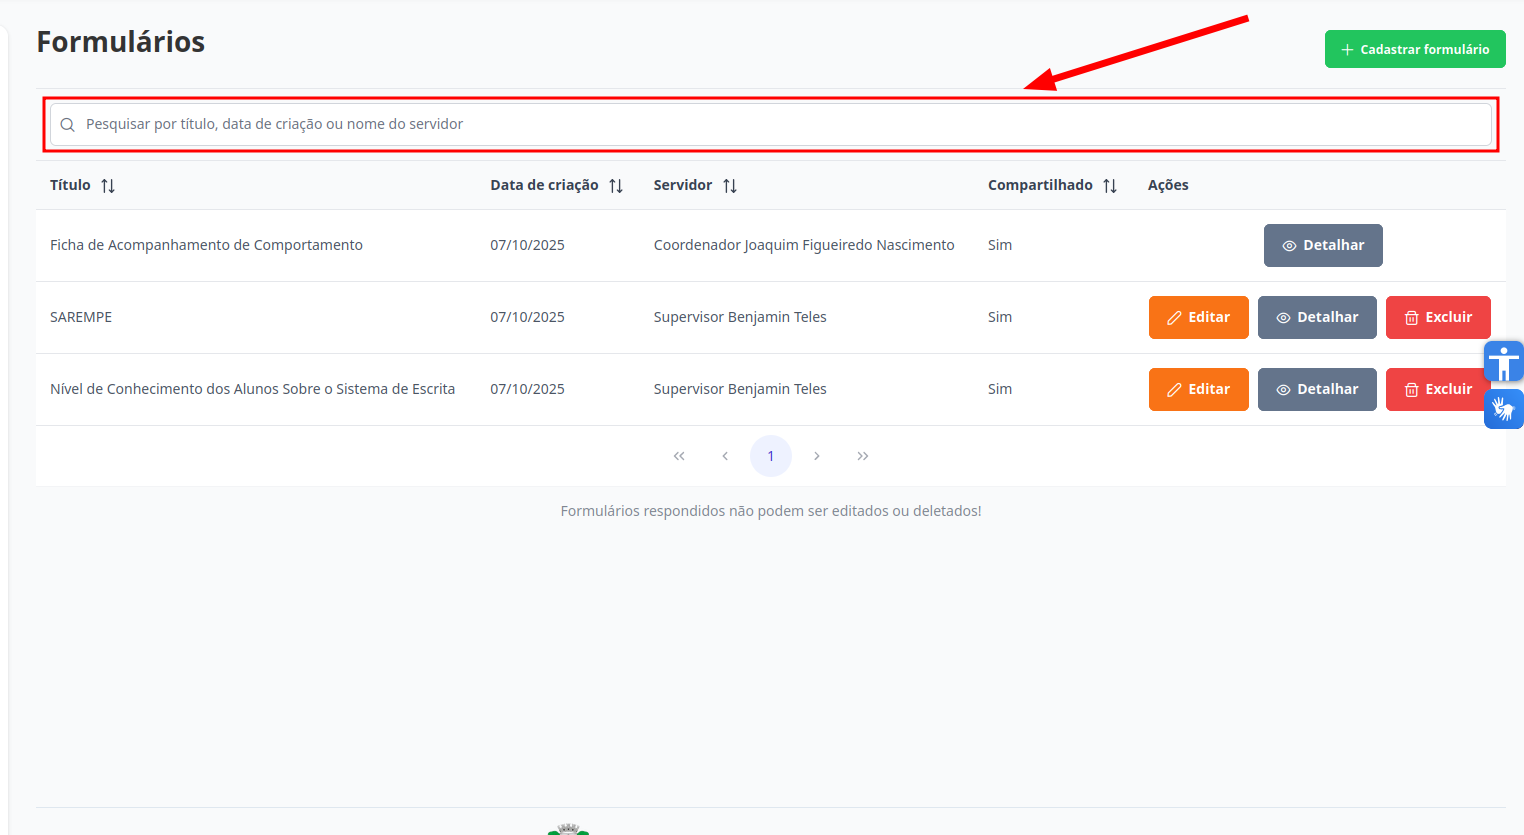 Formulários
Cadastrar formulário
Pesquisar por título, data de criação ou nome do servidor
Título Data de criação Servidor Compartilhado Ações
Ficha de Acompanhamento de Comportamento 07/10/2025 Coordenador Joaquim Figueiredo Nascimento Sim Detalhar
SAREMPE 07/10/2025 Supervisor Benjamin Teles Sim Editar Detalhar Excluir
Nível de Conhecimento dos Alunos Sobre o Sistema de Escrita 07/10/2025 Supervisor Benjamin Teles Sim Editar Detalhar Excluir
1
Formulários respondidos não podem ser editados ou deletados!